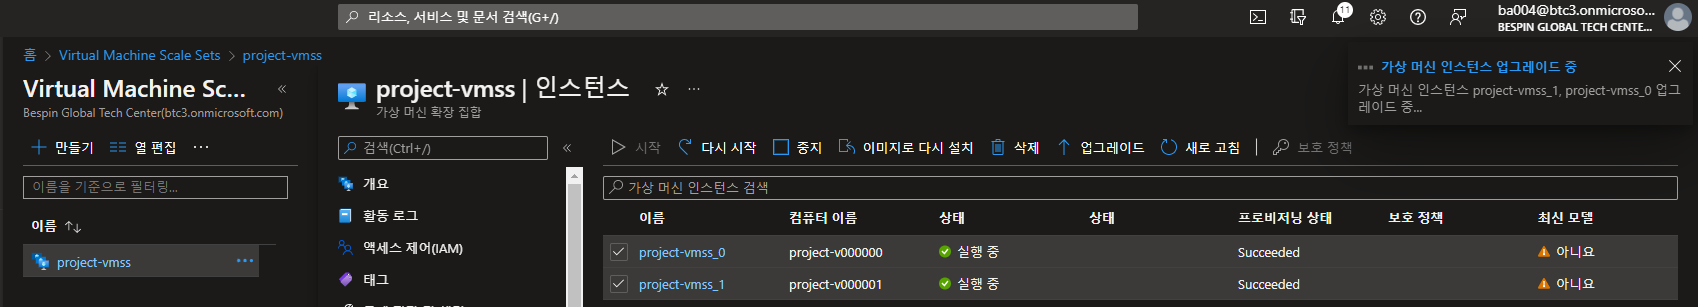 리소스, 서비스 및 문서 검색(G+/)
11
ba004@btc3.onmicrosoft...
BESPIN GLOBAL TECH CENTE...
홈 > Virtual Machine Scale Sets > project-vmss
가상 머신 인스턴스 업그레이드 중
가상 머신 인스턴스 project-vmss_1, project-vmss_0 업그
레이드 중...
Virtual Machine Sc...
Bespin Global Tech Center(btc3.onmicrosoft.com)
만들기 열 편집 ...
이름을 기준으로 필터링...
이름
project-vmss ...
project-vmss | 인스턴스 ...
가상 머신 확장 집합
검색(Ctrl+/)
개요
활동 로그
액세스 제어(IAM)
태그
시작 다시 시작 중지 이미지로 다시 설치 삭제 업그레이드 새로 고침 보호 정책
가상 머신 인스턴스 검색
이름 컴퓨터 이름 상태 상태 프로비저닝 상태 보호 정책 최신 모델
project-vmss_0 project-v000000 실행 중 Succeeded 아니요
project-vmss_1 project-v000001 실행 중 Succeeded 아니요